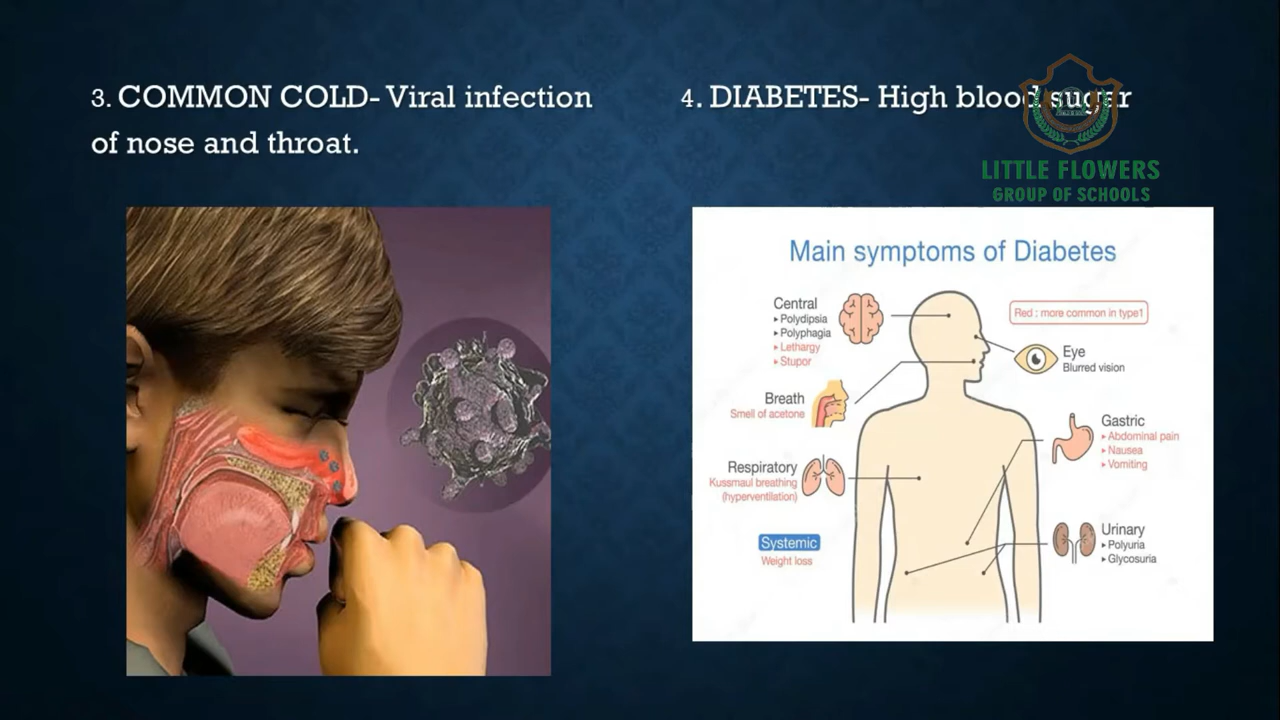 3. COMMON COLD- Viral infection
of nose and throat.
4. DIABETES- High blood sugar
LITTLE FLOWERS
GROUP OF SCHOOLS
Main symptoms of Diabetes
Central
▸ Polydipsia
▸ Polyphagia
▸ Lethargy
▸ Stupor
Red : more common in type1
Eye
Blurred vision
Breath
Smell of acetone
Gastric
▸ Abdominal pain
▸ Nausea
▸ Vomiting
Respiratory
Kussmaul breathing
(hyperventilation)
Systemic
Weight loss
Urinary
▸ Polyuria
▸ Glycosuria